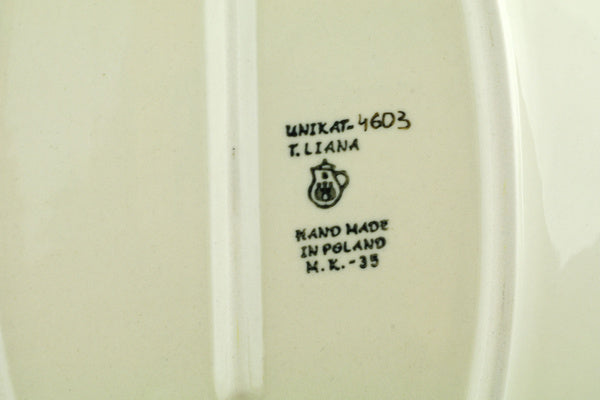 UNIKAT-4603
T. LIANA
HAND MADE
IN POLAND
M.K.-35